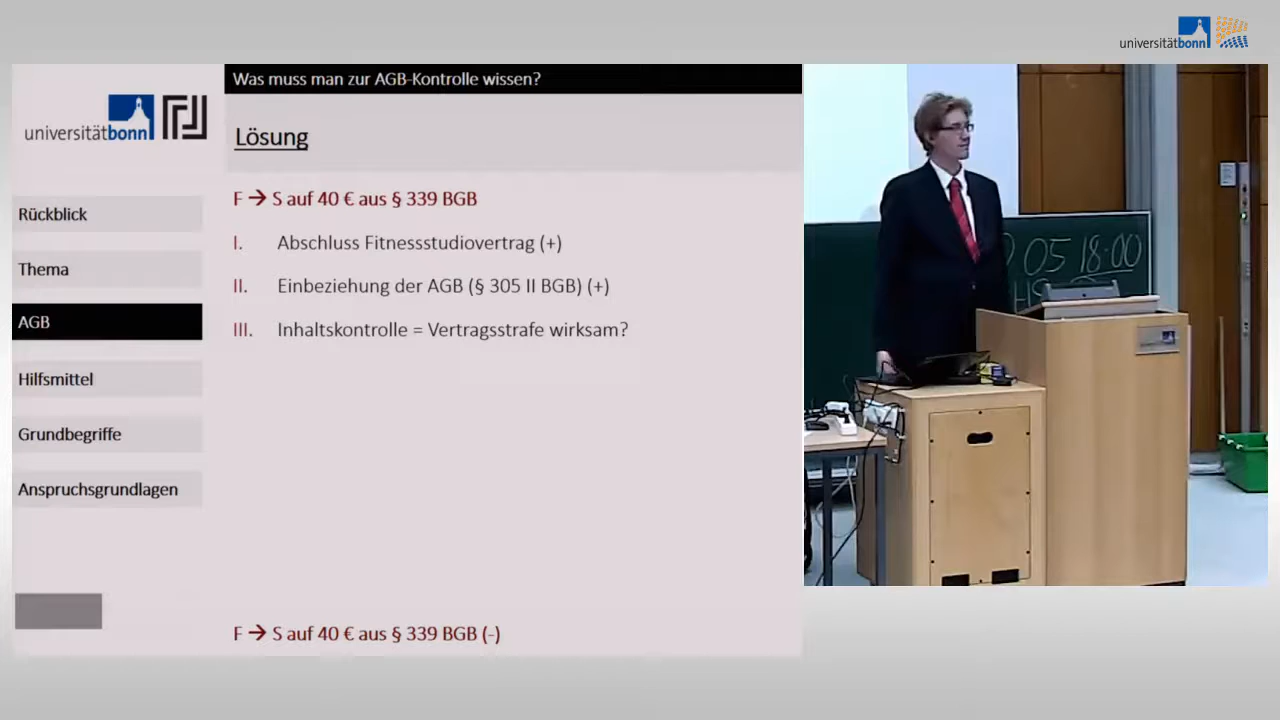 universitätbonn
Was muss man zur AGB-Kontrolle wissen?
universitätbonn
Lösung
Rückblick
Thema
AGB
Hilfsmittel
Grundbegriffe
Anspruchsgrundlagen
F → S auf 40 € aus § 339 BGB
I. Abschluss Fitnessstudiovertrag (+)
II. Einbeziehung der AGB (§ 305 II BGB) (+)
III. Inhaltskontrolle = Vertragsstrafe wirksam?
F → S auf 40 € aus § 339 BGB (-)
05 18:00